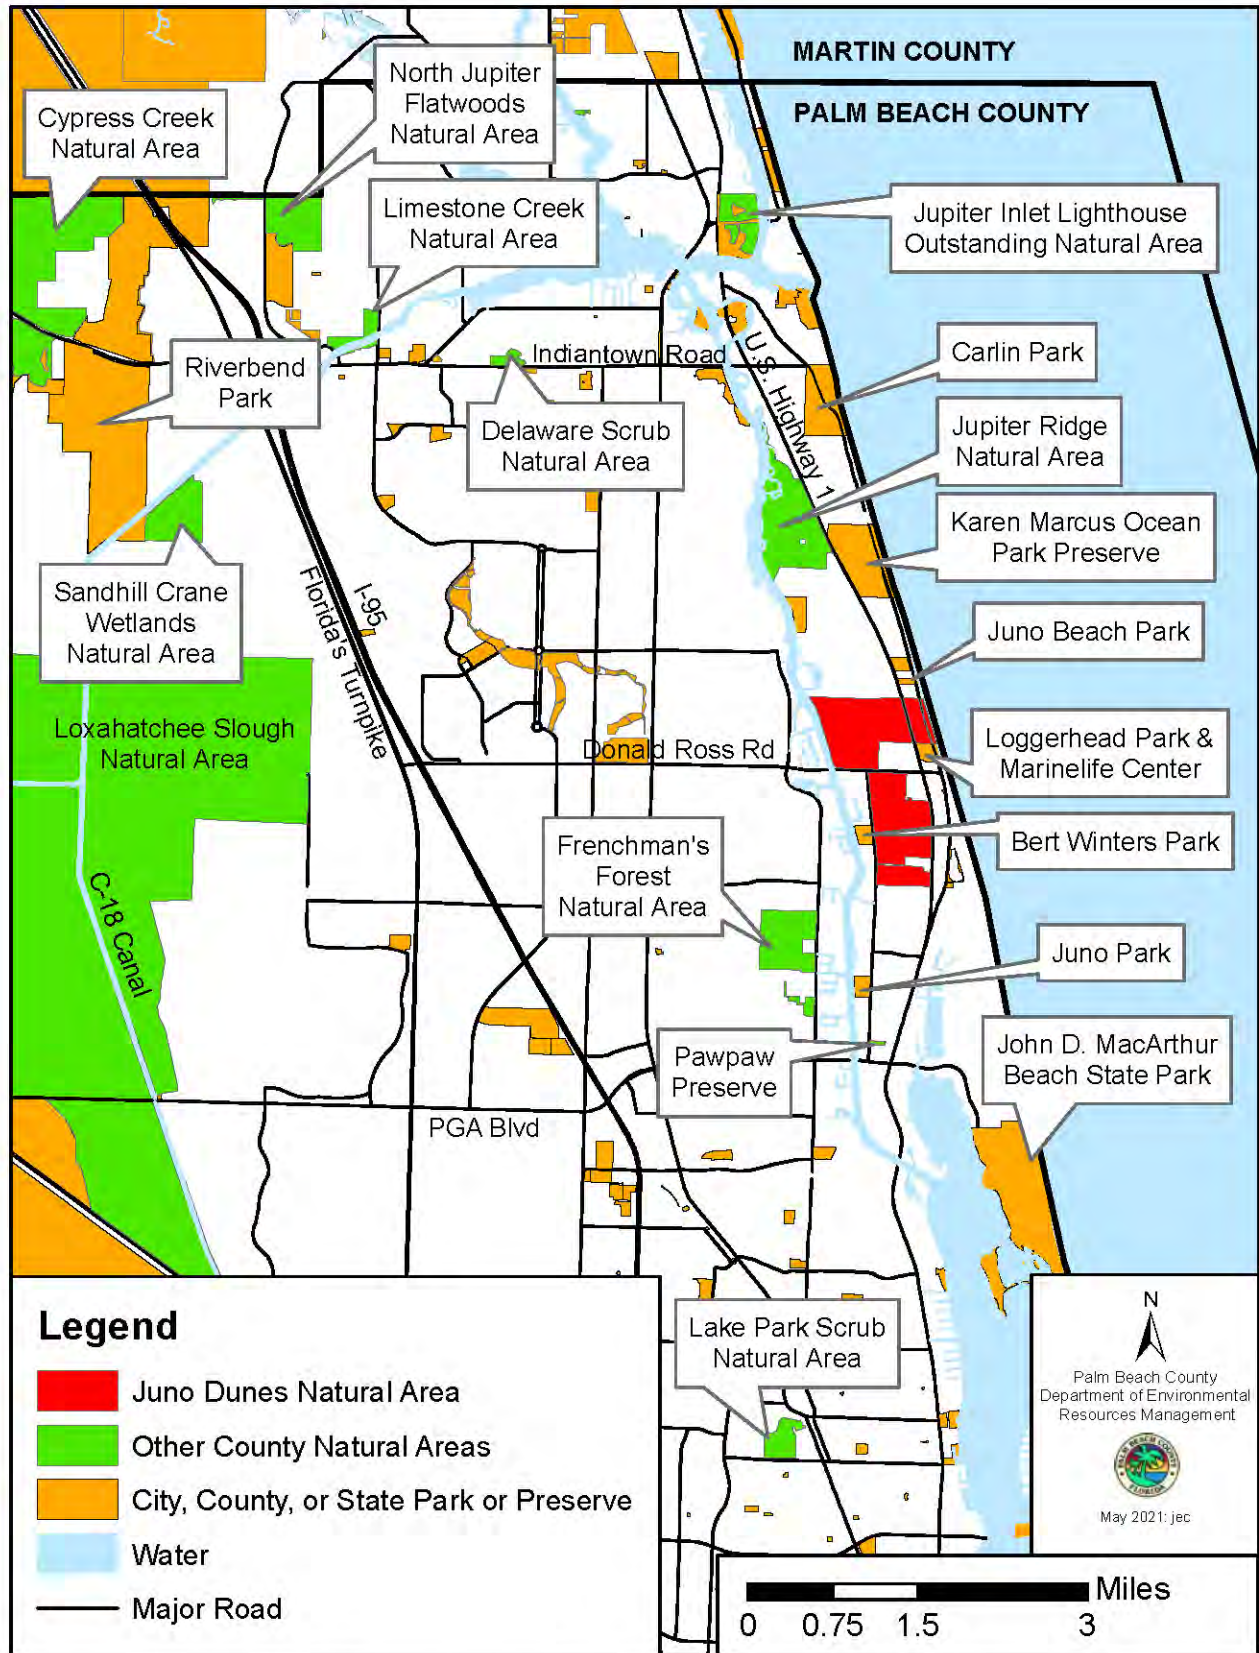 MARTIN COUNTY
PALM BEACH COUNTY
North Jupiter
Flatwoods
Natural Area
Cypress Creek
Natural Area
Limestone Creek
Natural Area
Jupiter Inlet Lighthouse
Outstanding Natural Area
Indiantown Road
U.S. Highway 1
Carlin Park
Riverbend
Park
Delaware Scrub
Natural Area
Jupiter Ridge
Natural Area
Karen Marcus Ocean
Park Preserve
Sandhill Crane
Wetlands
Natural Area
I-95
Florida's Turnpike
Juno Beach Park
Loxahatchee Slough
Natural Area
Donald Ross Rd
Loggerhead Park &
Marinelife Center
Bert Winters Park
Frenchman's
Forest
Natural Area
C-18 Canal
Juno Park
Pawpaw
Preserve
John D. MacArthur
Beach State Park
PGA Blvd
Lake Park Scrub
Natural Area
Legend
Juno Dunes Natural Area
Other County Natural Areas
City, County, or State Park or Preserve
Water
Major Road
N
Palm Beach County
Department of Environmental
Resources Management
PALM BEACH COUNTY
FLORIDA
May 2021: jec
Miles
0 0.75 1.5 3